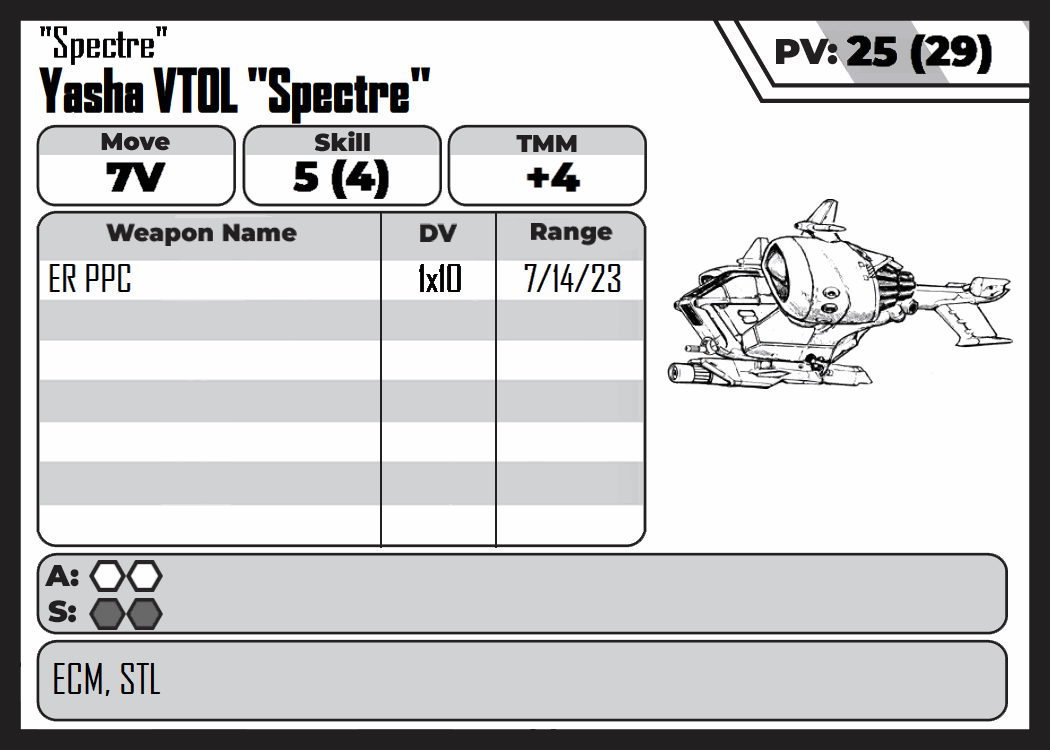 "Spectre"
Yasha VTOL "Spectre"
PV: 25 (29)
Move Skill TMM
7V 5 (4) +4
Weapon Name DV Range
ER PPC 1x10 7/14/23
A:
S:
ECM, STL